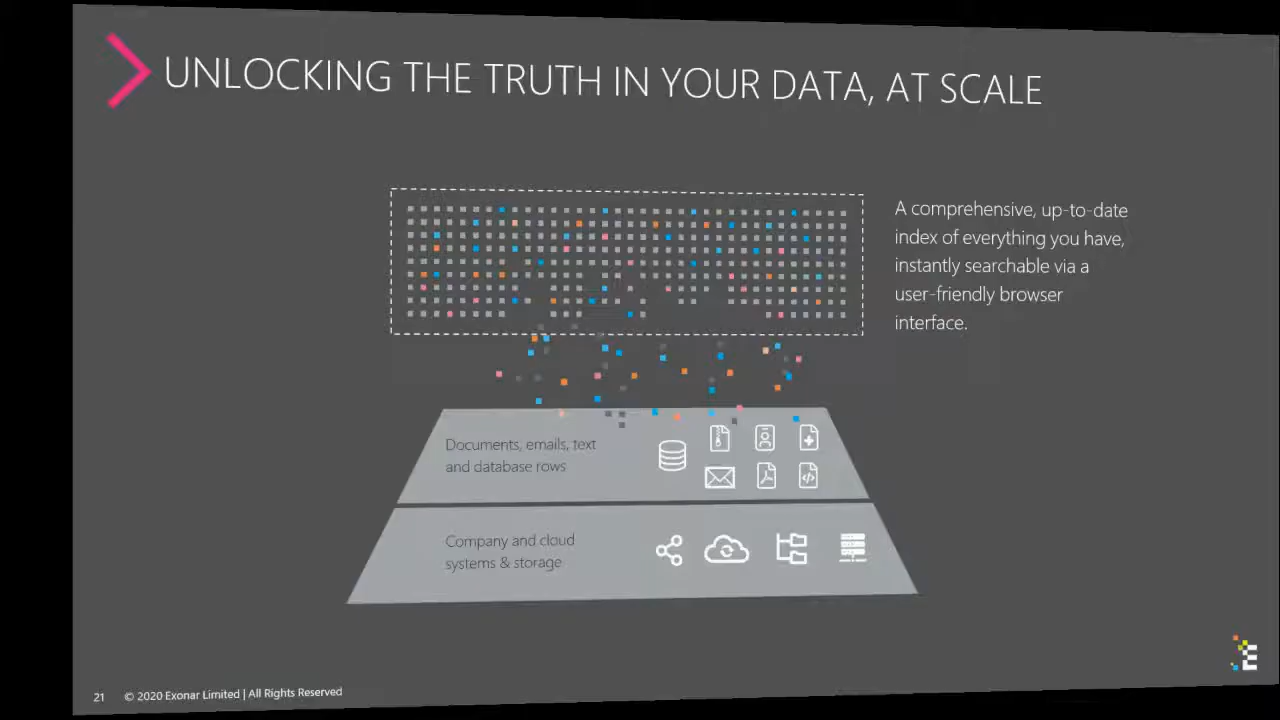 UNLOCKING THE TRUTH IN YOUR DATA, AT SCALE
A comprehensive, up-to-date
index of everything you have,
instantly searchable via a
user-friendly browser
interface.
Documents, emails, text
and database rows
Company and cloud
systems & storage
21 © 2020 Exonar Limited | All Rights Reserved